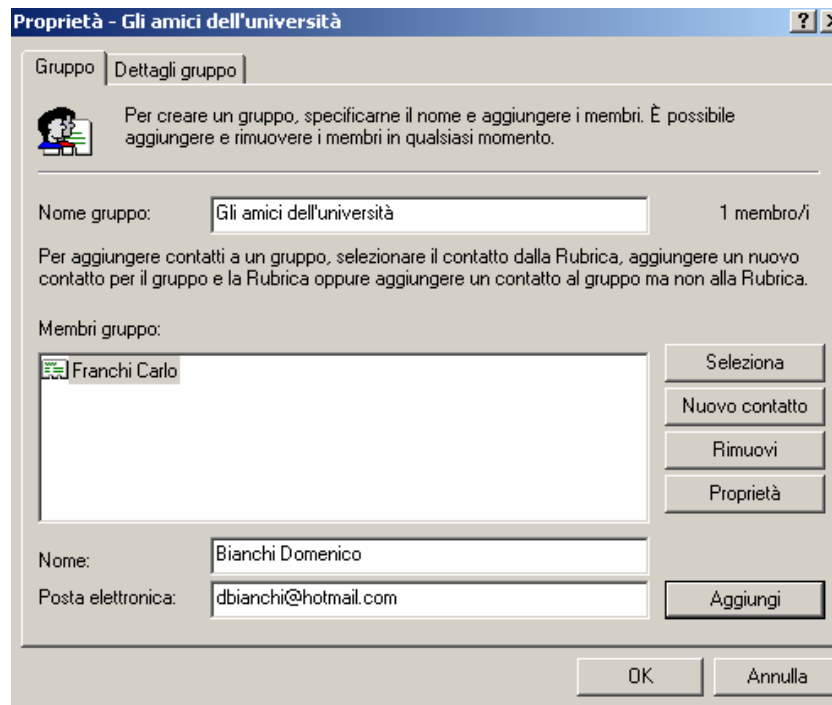 Proprietà - Gli amici dell'università
Gruppo
Dettagli gruppo
Per creare un gruppo, specificarne il nome e aggiungere i membri. È possibile
aggiungere e rimuovere i membri in qualsiasi momento.
Nome gruppo:
Gli amici dell'università
1 membro/i
Per aggiungere contatti a un gruppo, selezionare il contatto dalla Rubrica, aggiungere un nuovo
contatto per il gruppo e la Rubrica oppure aggiungere un contatto al gruppo ma non alla Rubrica.
Membri gruppo:
Franchi Carlo
Seleziona
Nuovo contatto
Rimuovi
Proprietà
Nome:
Bianchi Domenico
Posta elettronica:
dbianchi@hotmail.com
Aggiungi
OK
Annulla